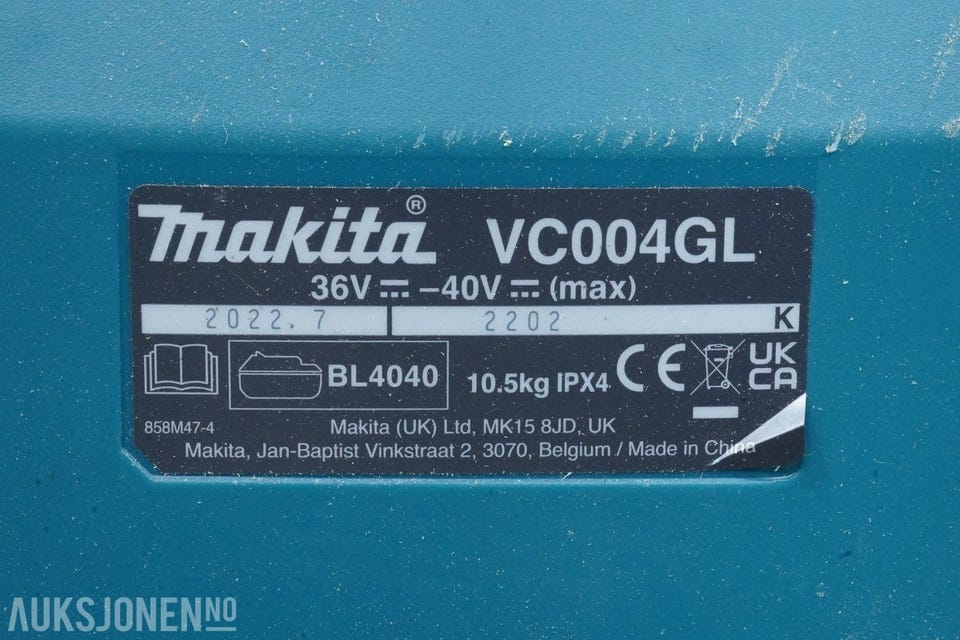 Makita® VC004GL
36V ⎓ –40V ⎓ (max)
2022.7 2202 K
BL4040 10.5kg IPX4 CE UK CA
858M47-4 Makita (UK) Ltd, MK15 8JD, UK
Makita, Jan-Baptist Vinkstraat 2, 3070, Belgium / Made in China
AUKSJONEN.NO